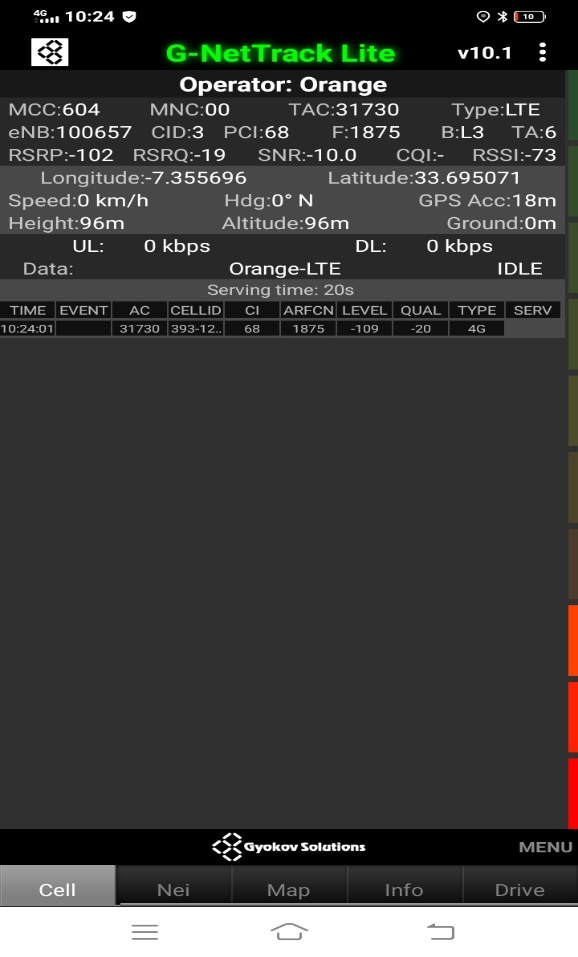 4G 10:24 10
G-NetTrack Lite v10.1
Operator: Orange
MCC:604 MNC:00 TAC:31730 Type:LTE
eNB:100657 CID:3 PCI:68 F:1875 B:L3 TA:6
RSRP:-102 RSRQ:-19 SNR:-10.0 CQI:- RSSI:-73
Longitude:-7.355696 Latitude:33.695071
Speed:0 km/h Hdg:0° N GPS Acc:18m
Height:96m Altitude:96m Ground:0m
UL: 0 kbps DL: 0 kbps
Data: Orange-LTE IDLE
Serving time: 20s
TIME EVENT AC CELLID CI ARFCN LEVEL QUAL TYPE SERV
10:24:01 31730 393-12.. 68 1875 -109 -20 4G
Gyokov Solutions MENU
Cell Nei Map Info Drive